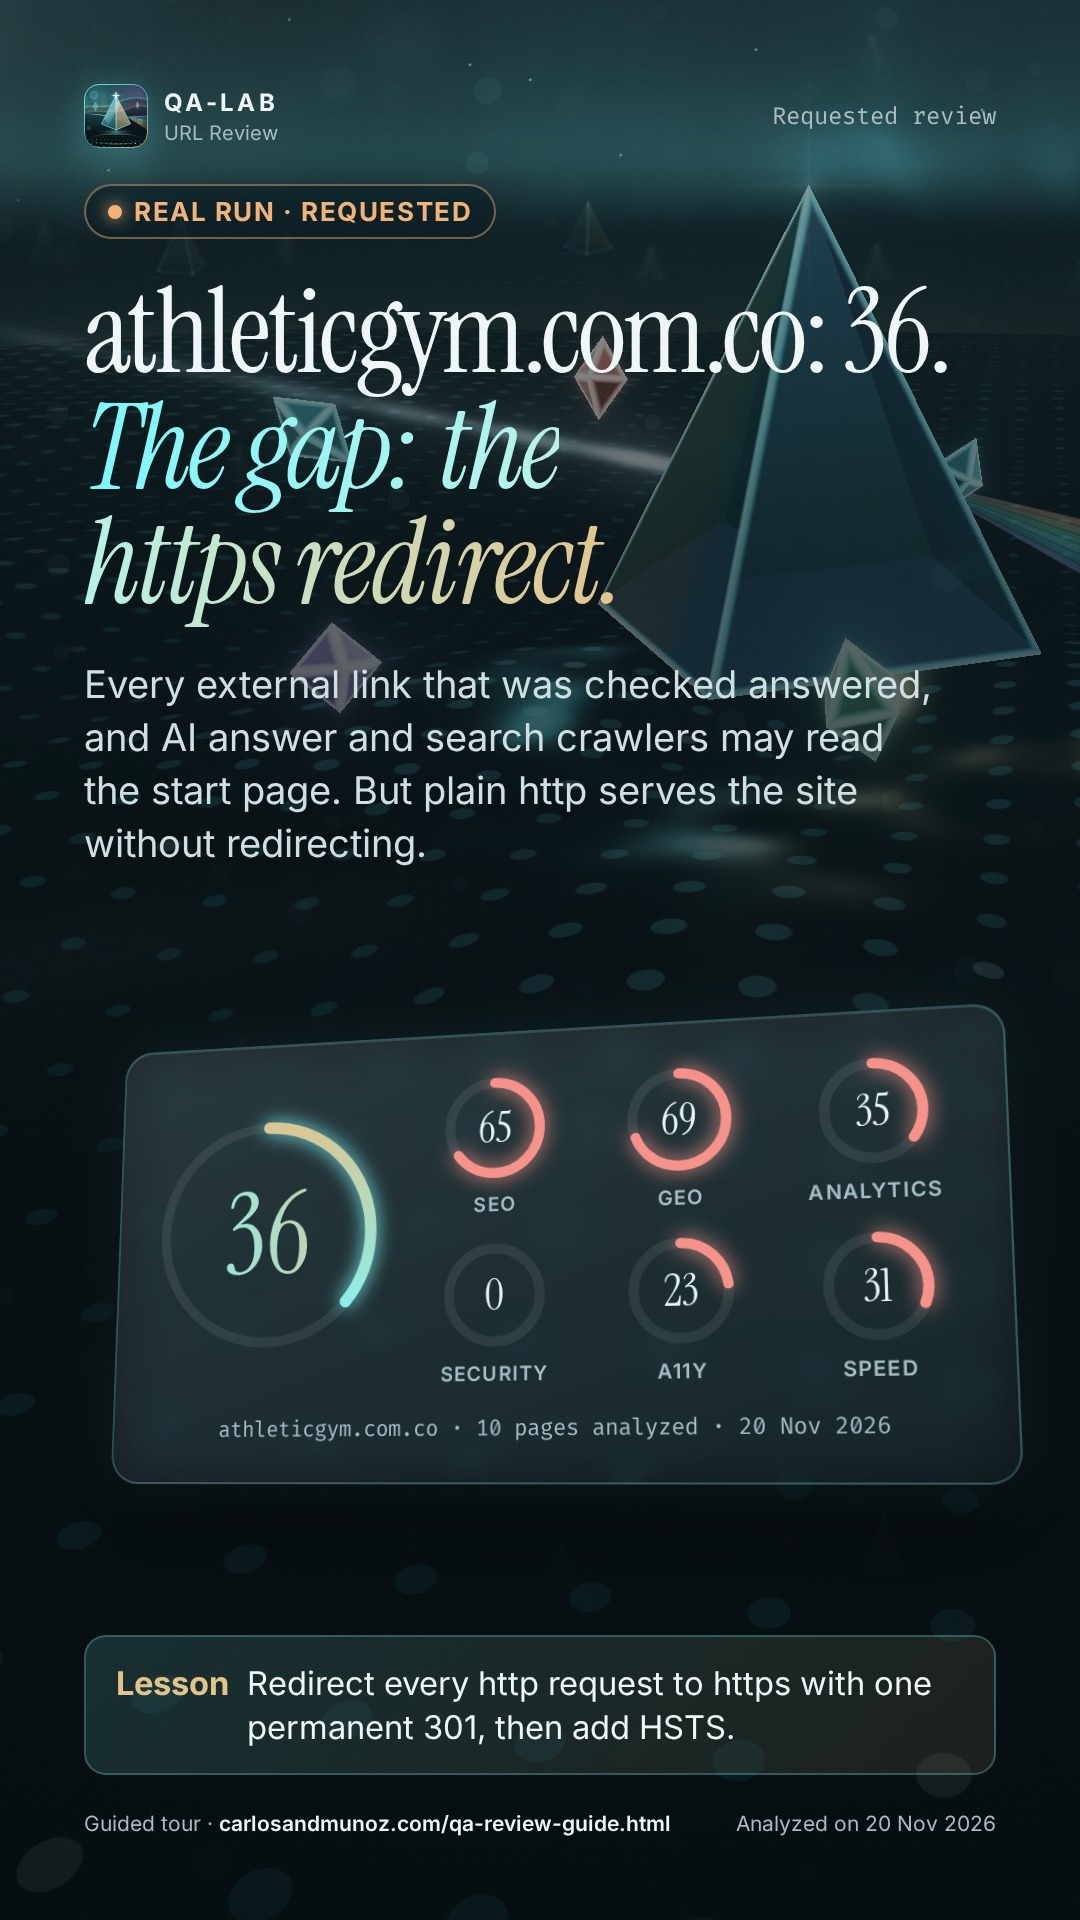 QA-LAB
URL Review
Requested review
REAL RUN · REQUESTED
athleticgym.com.co: 36.
The gap: the
https redirect.
Every external link that was checked answered,
and AI answer and search crawlers may read
the start page. But plain http serves the site
without redirecting.
36
65
SEO
69
GEO
35
ANALYTICS
0
SECURITY
23
A11Y
31
SPEED
athleticgym.com.co · 10 pages analyzed · 20 Nov 2026
Lesson Redirect every http request to https with one
permanent 301, then add HSTS.
Guided tour · carlosandmunoz.com/qa-review-guide.html
Analyzed on 20 Nov 2026